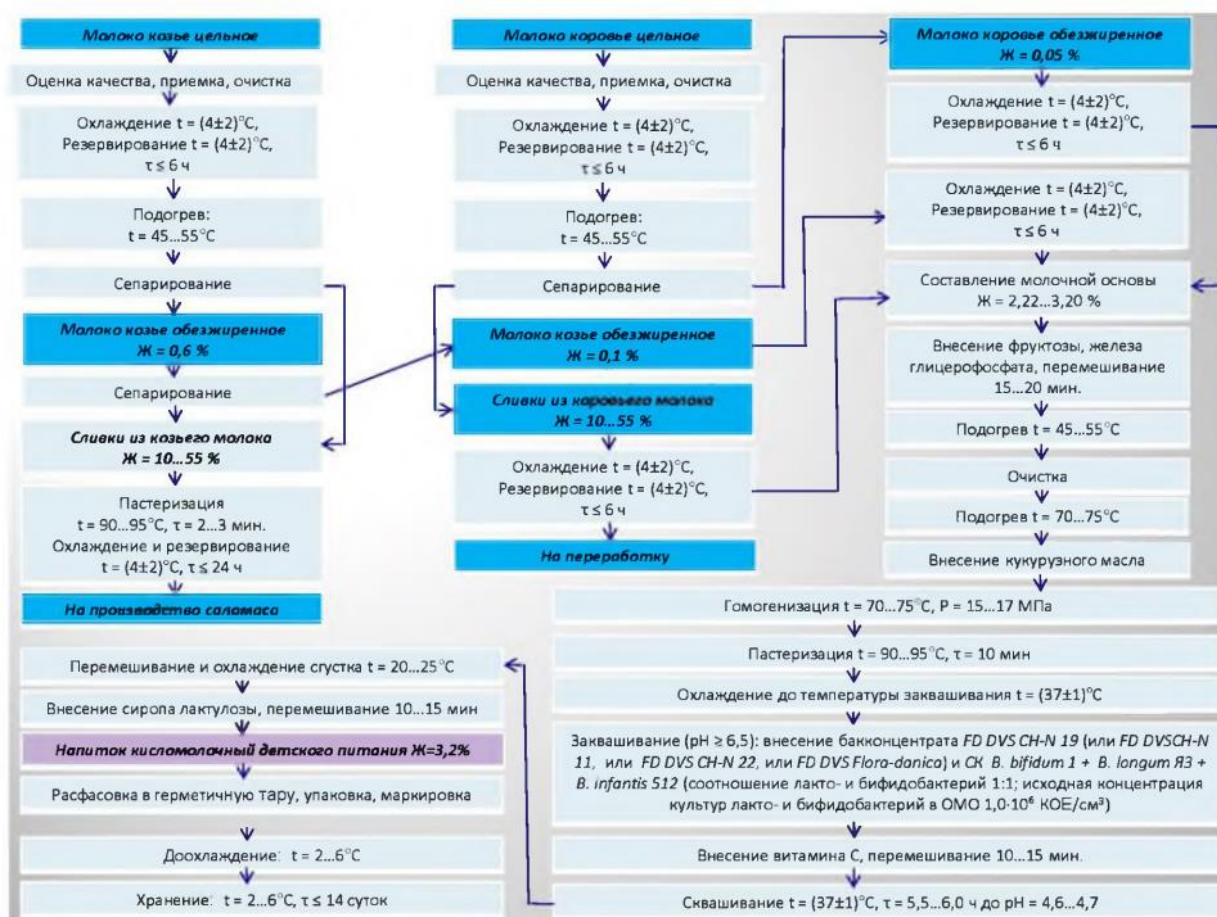 Молоко козье цельное
Оценка качества, приемка, очистка
Охлаждение t = (4±2)°C,
Резервирование t = (4±2)°C,
τ ≤ 6 ч
Подогрев:
t = 45...55°C
Сепарирование
Молоко козье обезжиренное
Ж = 0,6 %
Сепарирование
Сливки из козьего молока
Ж = 10...55 %
Пастеризация
t = 90...95°C, τ = 2...3 мин.
Охлаждение и резервирование
t = (4±2)°C, τ ≤ 24 ч
На производство саломаса
Молоко коровье цельное
Оценка качества, приемка, очистка
Охлаждение t = (4±2)°C,
Резервирование t = (4±2)°C,
τ ≤ 6 ч
Подогрев:
t = 45...55°C
Сепарирование
Молоко козье обезжиренное
Ж = 0,1 %
Сливки из коровьего молока
Ж = 10...55 %
Охлаждение t = (4±2)°C,
Резервирование t = (4±2)°C,
τ ≤ 6 ч
На переработку
Молоко коровье обезжиренное
Ж = 0,05 %
Охлаждение t = (4±2)°C,
Резервирование t = (4±2)°C,
τ ≤ 6 ч
Охлаждение t = (4±2)°C,
Резервирование t = (4±2)°C,
τ ≤ 6 ч
Составление молочной основы
Ж = 2,22...3,20 %
Внесение фруктозы, железа
глицерофосфата, перемешивание
15...20 мин.
Подогрев t = 45...55°C
Очистка
Подогрев t = 70...75°C
Внесение кукурузного масла
Гомогенизация t = 70...75°C, P = 15...17 МПа
Пастеризация t = 90...95°C, τ = 10 мин
Охлаждение до температуры заквашивания t = (37±1)°C
Заквашивание (pH ≥ 6,5): внесение бакконцентрата FD DVS CH-N 19 (или FD DVSCH-N
11, или FD DVS CH-N 22, или FD DVS Flora-danica) и СК B. bifidum 1 + B. longum Я3 +
B. infantis 512 (соотношение лакто- и бифидобактерий 1:1; исходная концентрация
культур лакто- и бифидобактерий в ОМО 1,0·10⁶ КОЕ/см³)
Внесение витамина С, перемешивание 10...15 мин.
Сквашивание t = (37±1)°C, τ = 5,5...6,0 ч до pH = 4,6...4,7
Перемешивание и охлаждение сгустка t = 20...25°C
Внесение сиропа лактулозы, перемешивание 10...15 мин
Напиток кисломолочный детского питания Ж=3,2%
Расфасовка в герметичную тару, упаковка, маркировка
Доохлаждение: t = 2...6°C
Хранение: t = 2...6°C, τ ≤ 14 суток